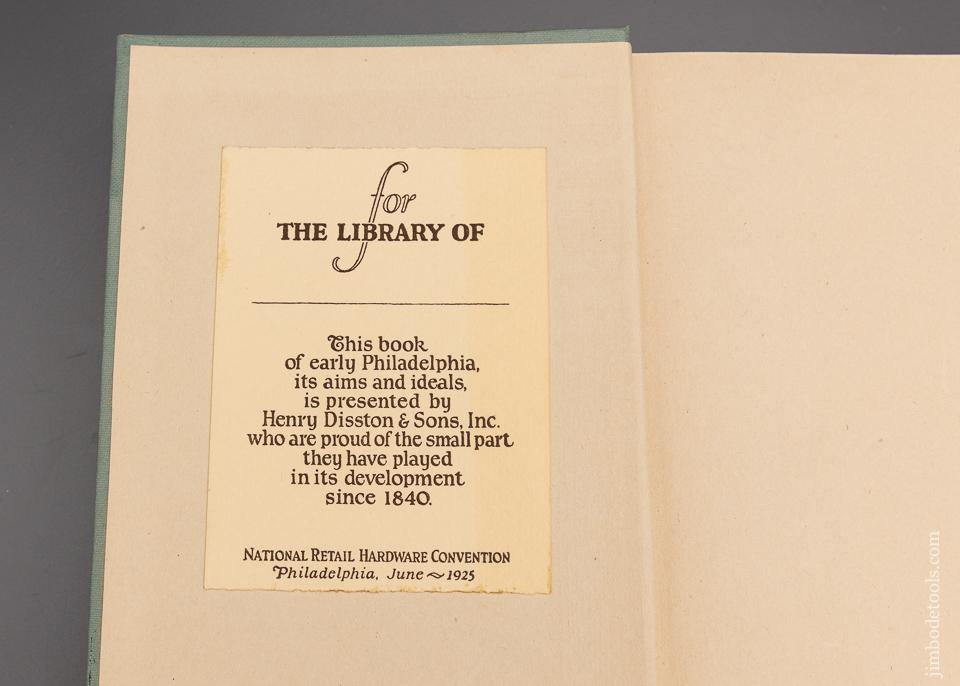 for
THE LIBRARY OF
This book
of early Philadelphia,
its aims and ideals,
is presented by
Henry Disston & Sons, Inc.
who are proud of the small part
they have played
in its development
since 1840.
NATIONAL RETAIL HARDWARE CONVENTION
Philadelphia, June ~ 1925
jimbodetools.com